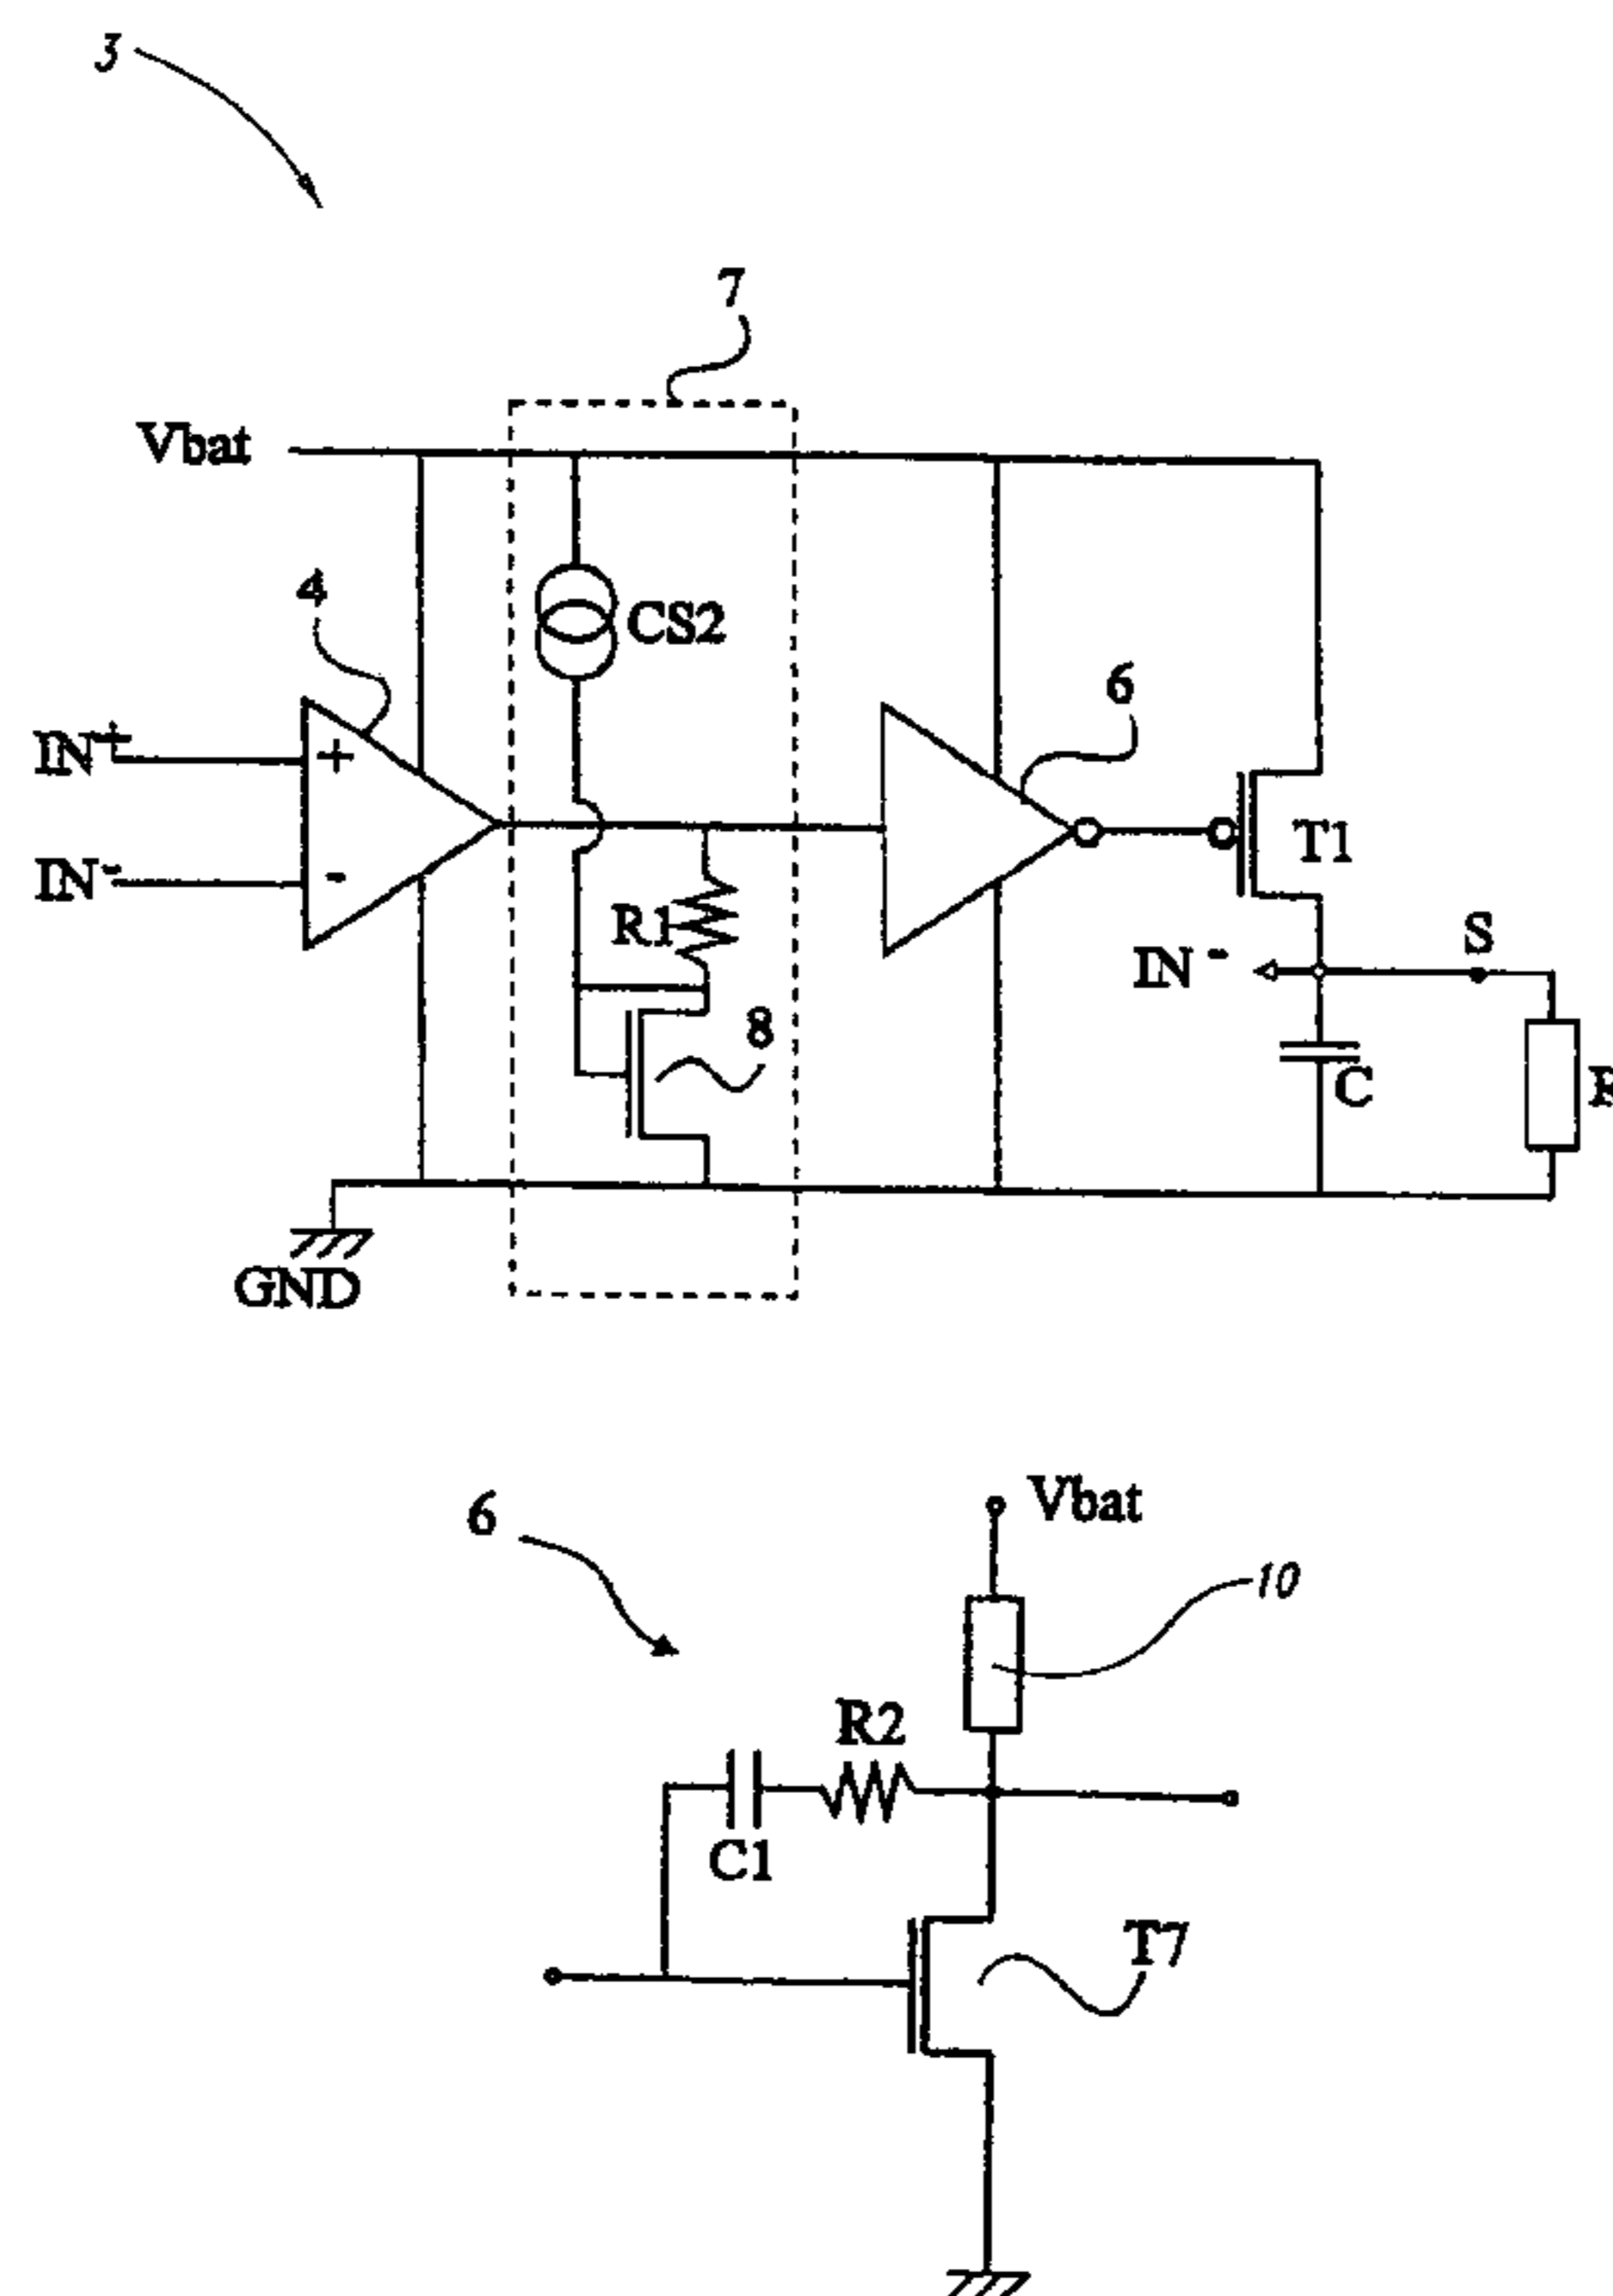 3
7
Vbat
4
CS2
6
IN+
+
T1
IN-
-
R1
S
IN -
8
C
R
GND
Vbat
6
10
R2
C1
T7